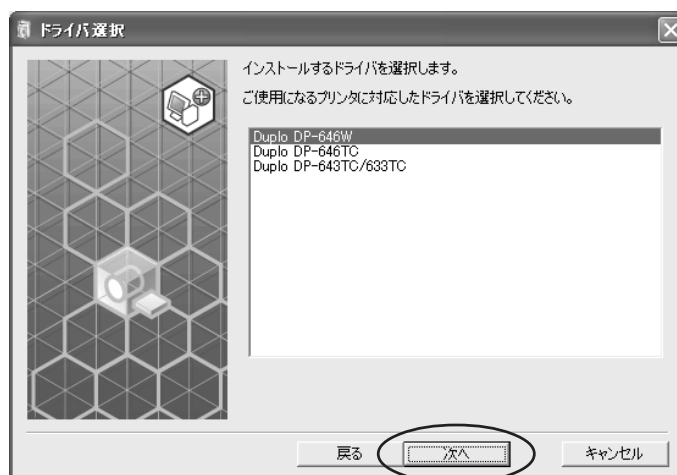 ドライバ選択
インストールするドライバを選択します。
ご使用になるプリンタに対応したドライバを選択してください。
Duplo DP-646W
Duplo DP-646TC
Duplo DP-643TC/633TC
戻る
次へ
キャンセル